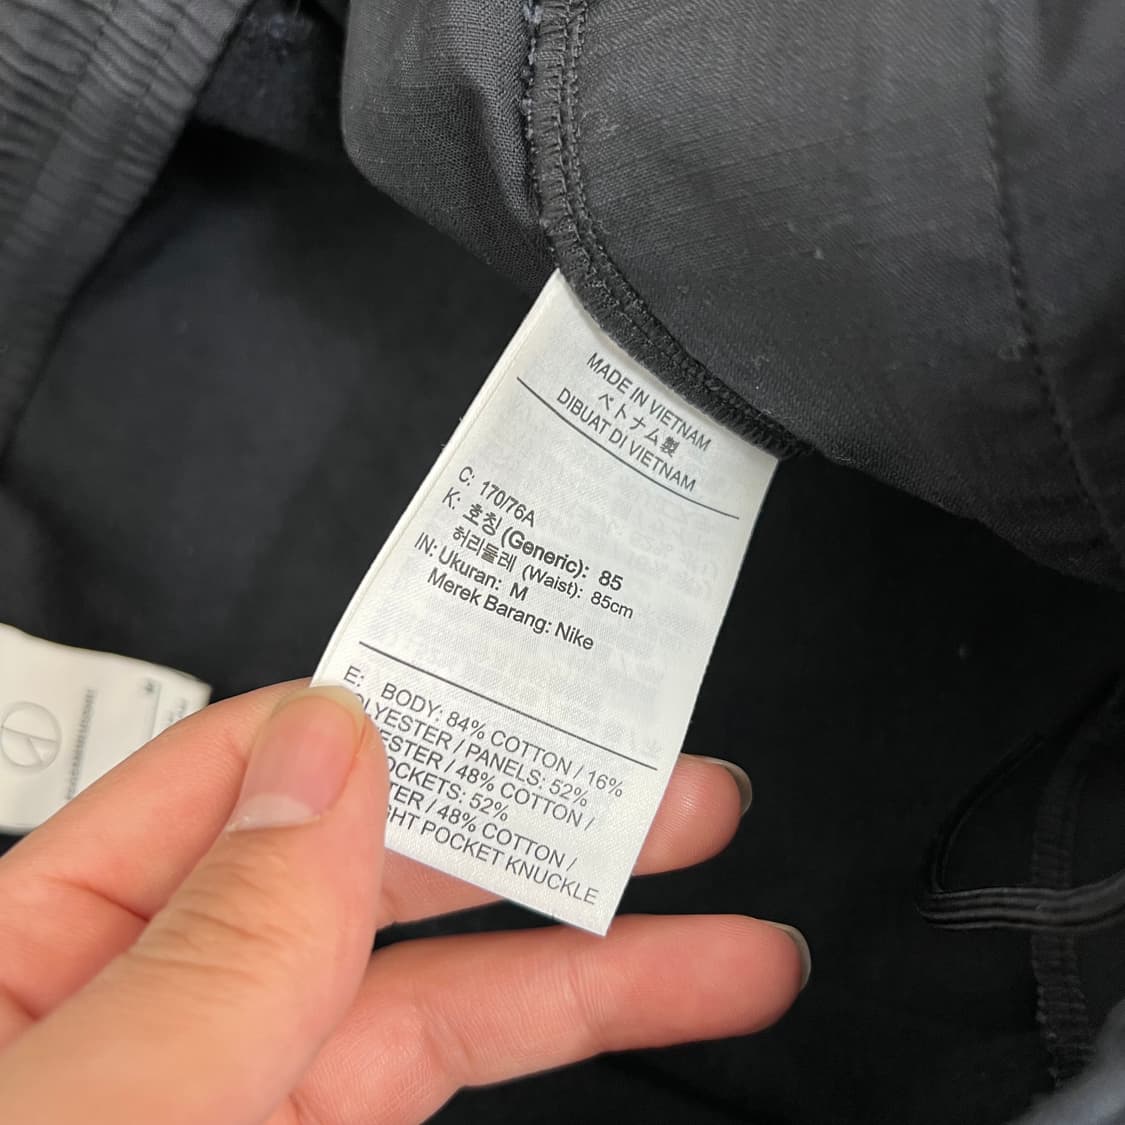 MADE IN VIETNAM
ベトナム製
DIBUAT DI VIETNAM
C: 170/76A
K: 호칭 (Generic): 85
허리둘레 (Waist): 85cm
IN: Ukuran: M
Merek Barang: Nike
E: BODY: 84% COTTON / 16%
OLYESTER / PANELS: 52%
ESTER / 48% COTTON /
OCKETS: 52%
TER / 48% COTTON /
GHT POCKET KNUCKLE